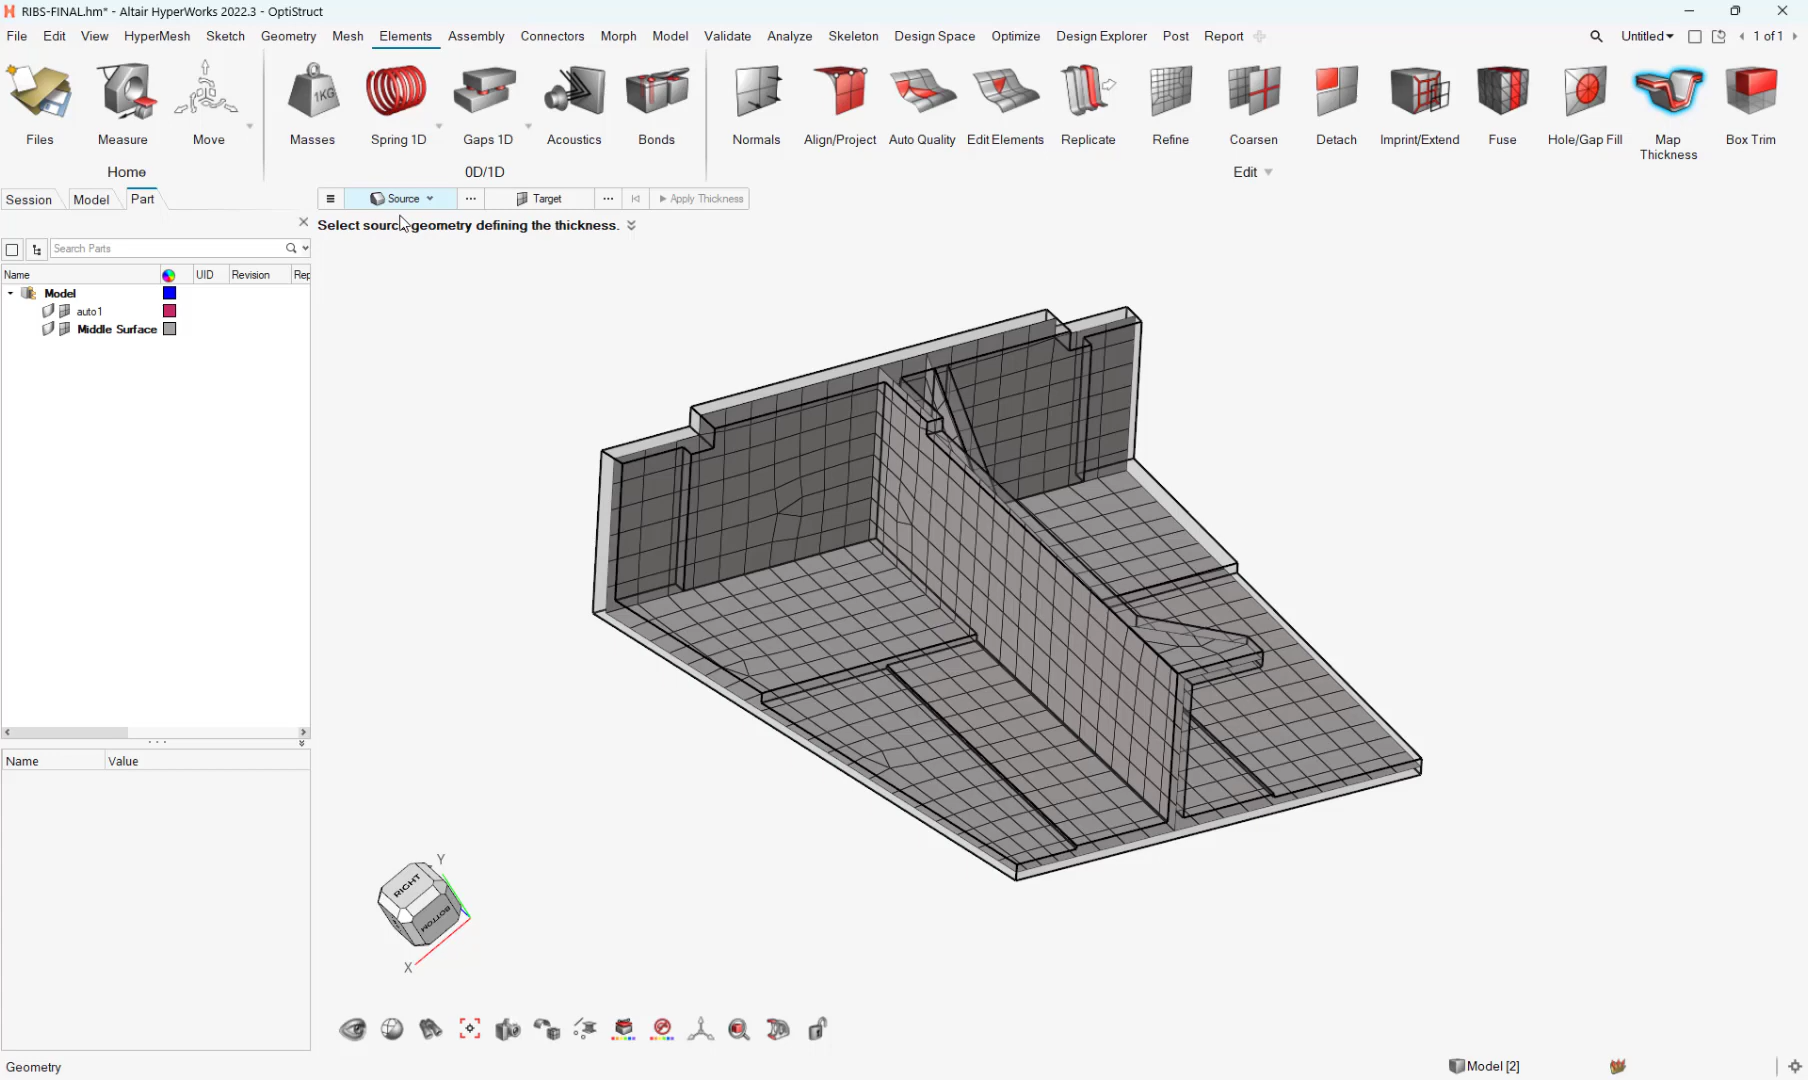 RIBS-FINAL.hm* - Altair HyperWorks 2022.3 - OptiStruct
File Edit View HyperMesh Sketch Geometry Mesh Elements Assembly Connectors Morph Model Validate Analyze Skeleton Design Space Optimize Design Explorer Post Report Untitled 1 of 1
1KG
Files Measure Move Masses Spring 1D Gaps 1D Acoustics Bonds Normals Align/Project Auto Quality Edit Elements Replicate Refine Coarsen Detach Imprint/Extend Fuse Hole/Gap Fill Map Thickness Box Trim
Home 0D/1D Edit
Session Model Part Source ... Target ... Apply Thickness
Select source geometry defining the thickness.
Search Parts
Name UID Revision Rep
Model
auto1
Middle Surface
Name Value
Y
RIGHT
BOTTOM
X
Geometry Model [2]